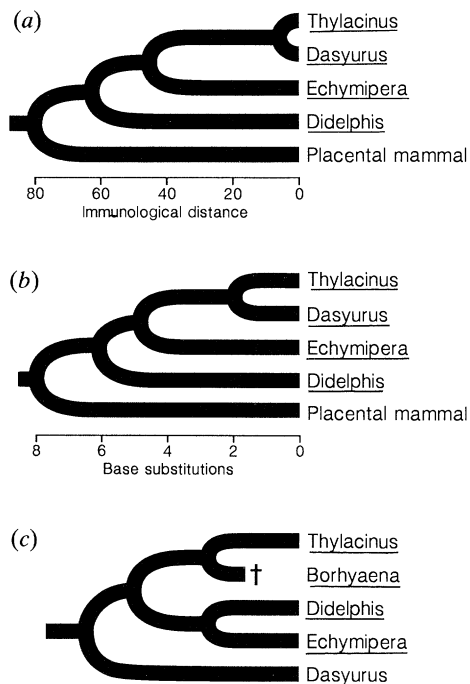 (a)
Thylacinus
Dasyurus
Echymipera
Didelphis
Placental mammal
80 60 40 20 0
Immunological distance
(b)
Thylacinus
Dasyurus
Echymipera
Didelphis
Placental mammal
8 6 4 2 0
Base substitutions
(c)
Thylacinus
† Borhyaena
Didelphis
Echymipera
Dasyurus